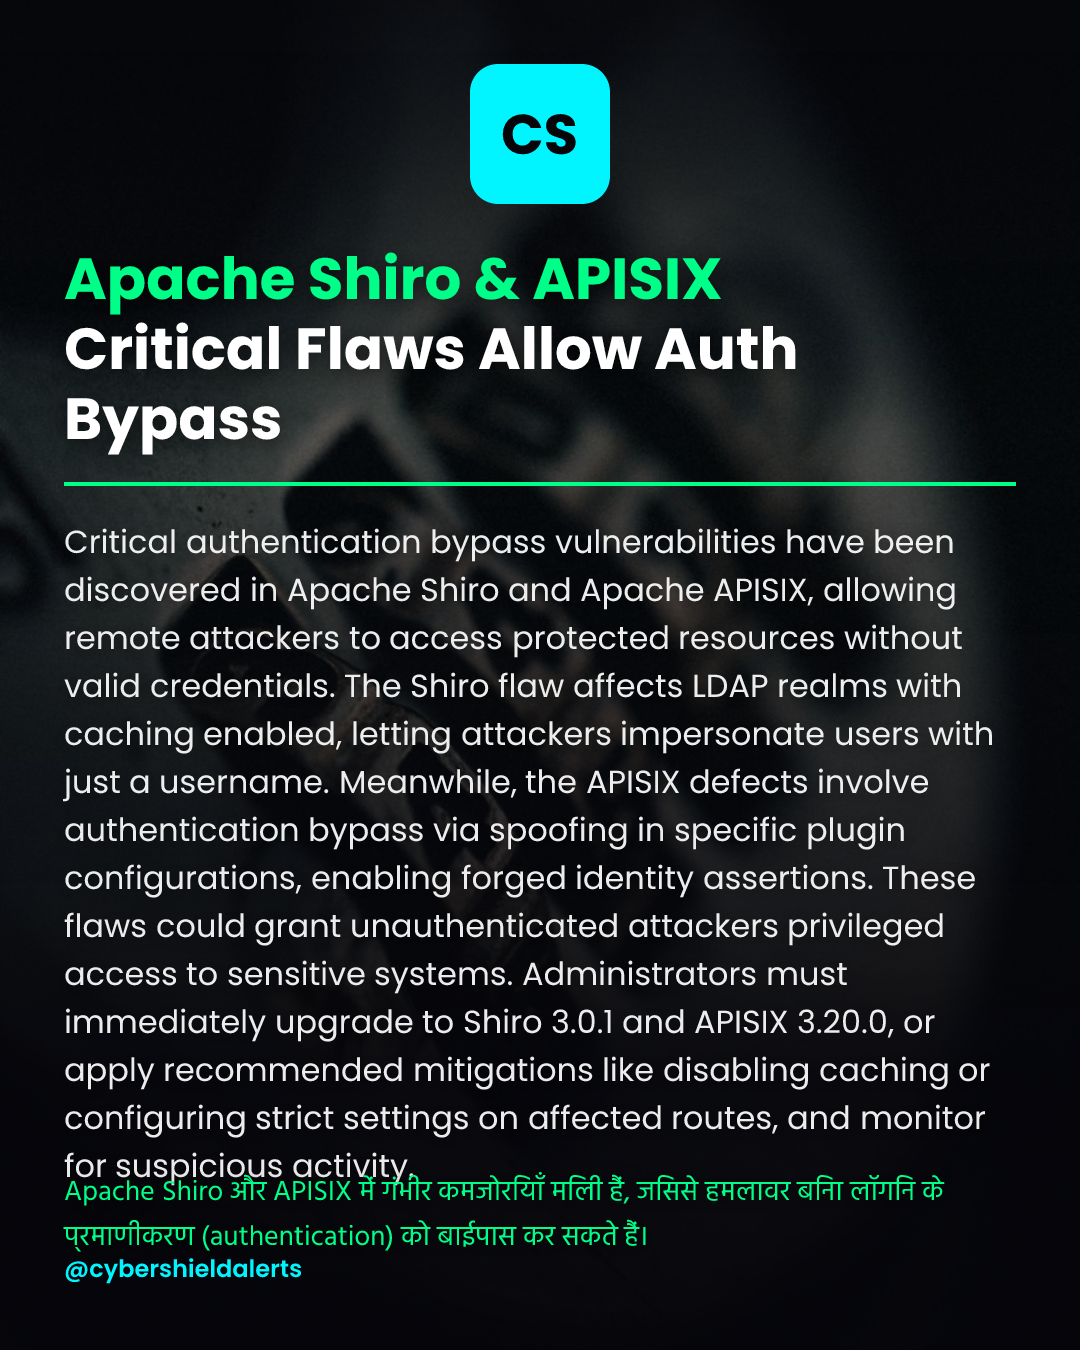 CS
Apache Shiro & APISIX
Critical Flaws Allow Auth
Bypass
Critical authentication bypass vulnerabilities have been
discovered in Apache Shiro and Apache APISIX, allowing
remote attackers to access protected resources without
valid credentials. The Shiro flaw affects LDAP realms with
caching enabled, letting attackers impersonate users with
just a username. Meanwhile, the APISIX defects involve
authentication bypass via spoofing in specific plugin
configurations, enabling forged identity assertions. These
flaws could grant unauthenticated attackers privileged
access to sensitive systems. Administrators must
immediately upgrade to Shiro 3.0.1 and APISIX 3.20.0, or
apply recommended mitigations like disabling caching or
configuring strict settings on affected routes, and monitor
for suspicious activity.
Apache Shiro और APISIX में गंभीर कमजोरियाँ मिली हैं, जिससे हमलावर बिना लॉगिन के
प्रमाणीकरण (authentication) को बाईपास कर सकते हैं।
@cybershieldalerts